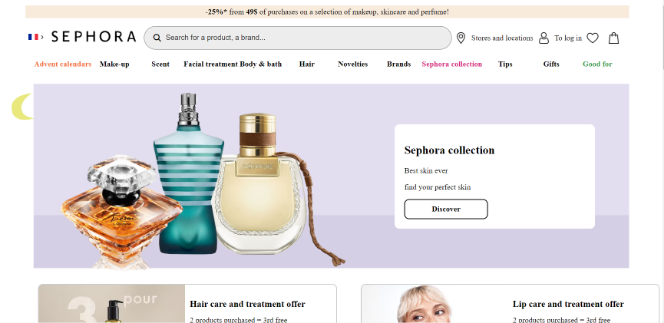 -25%* from 49$ of purchases on a selection of makeup, skincare and perfume!
SEPHORA
Search for a product, a brand...
Stores and locations
To log in
Advent calendars Make-up Scent Facial treatment Body & bath Hair Novelties Brands Sephora collection Tips Gifts Good for
Sephora collection
Best skin ever
find your perfect skin
Discover
3 pour
Hair care and treatment offer
2 products purchased = 3rd free
Lip care and treatment offer
2 products purchased = 3rd free